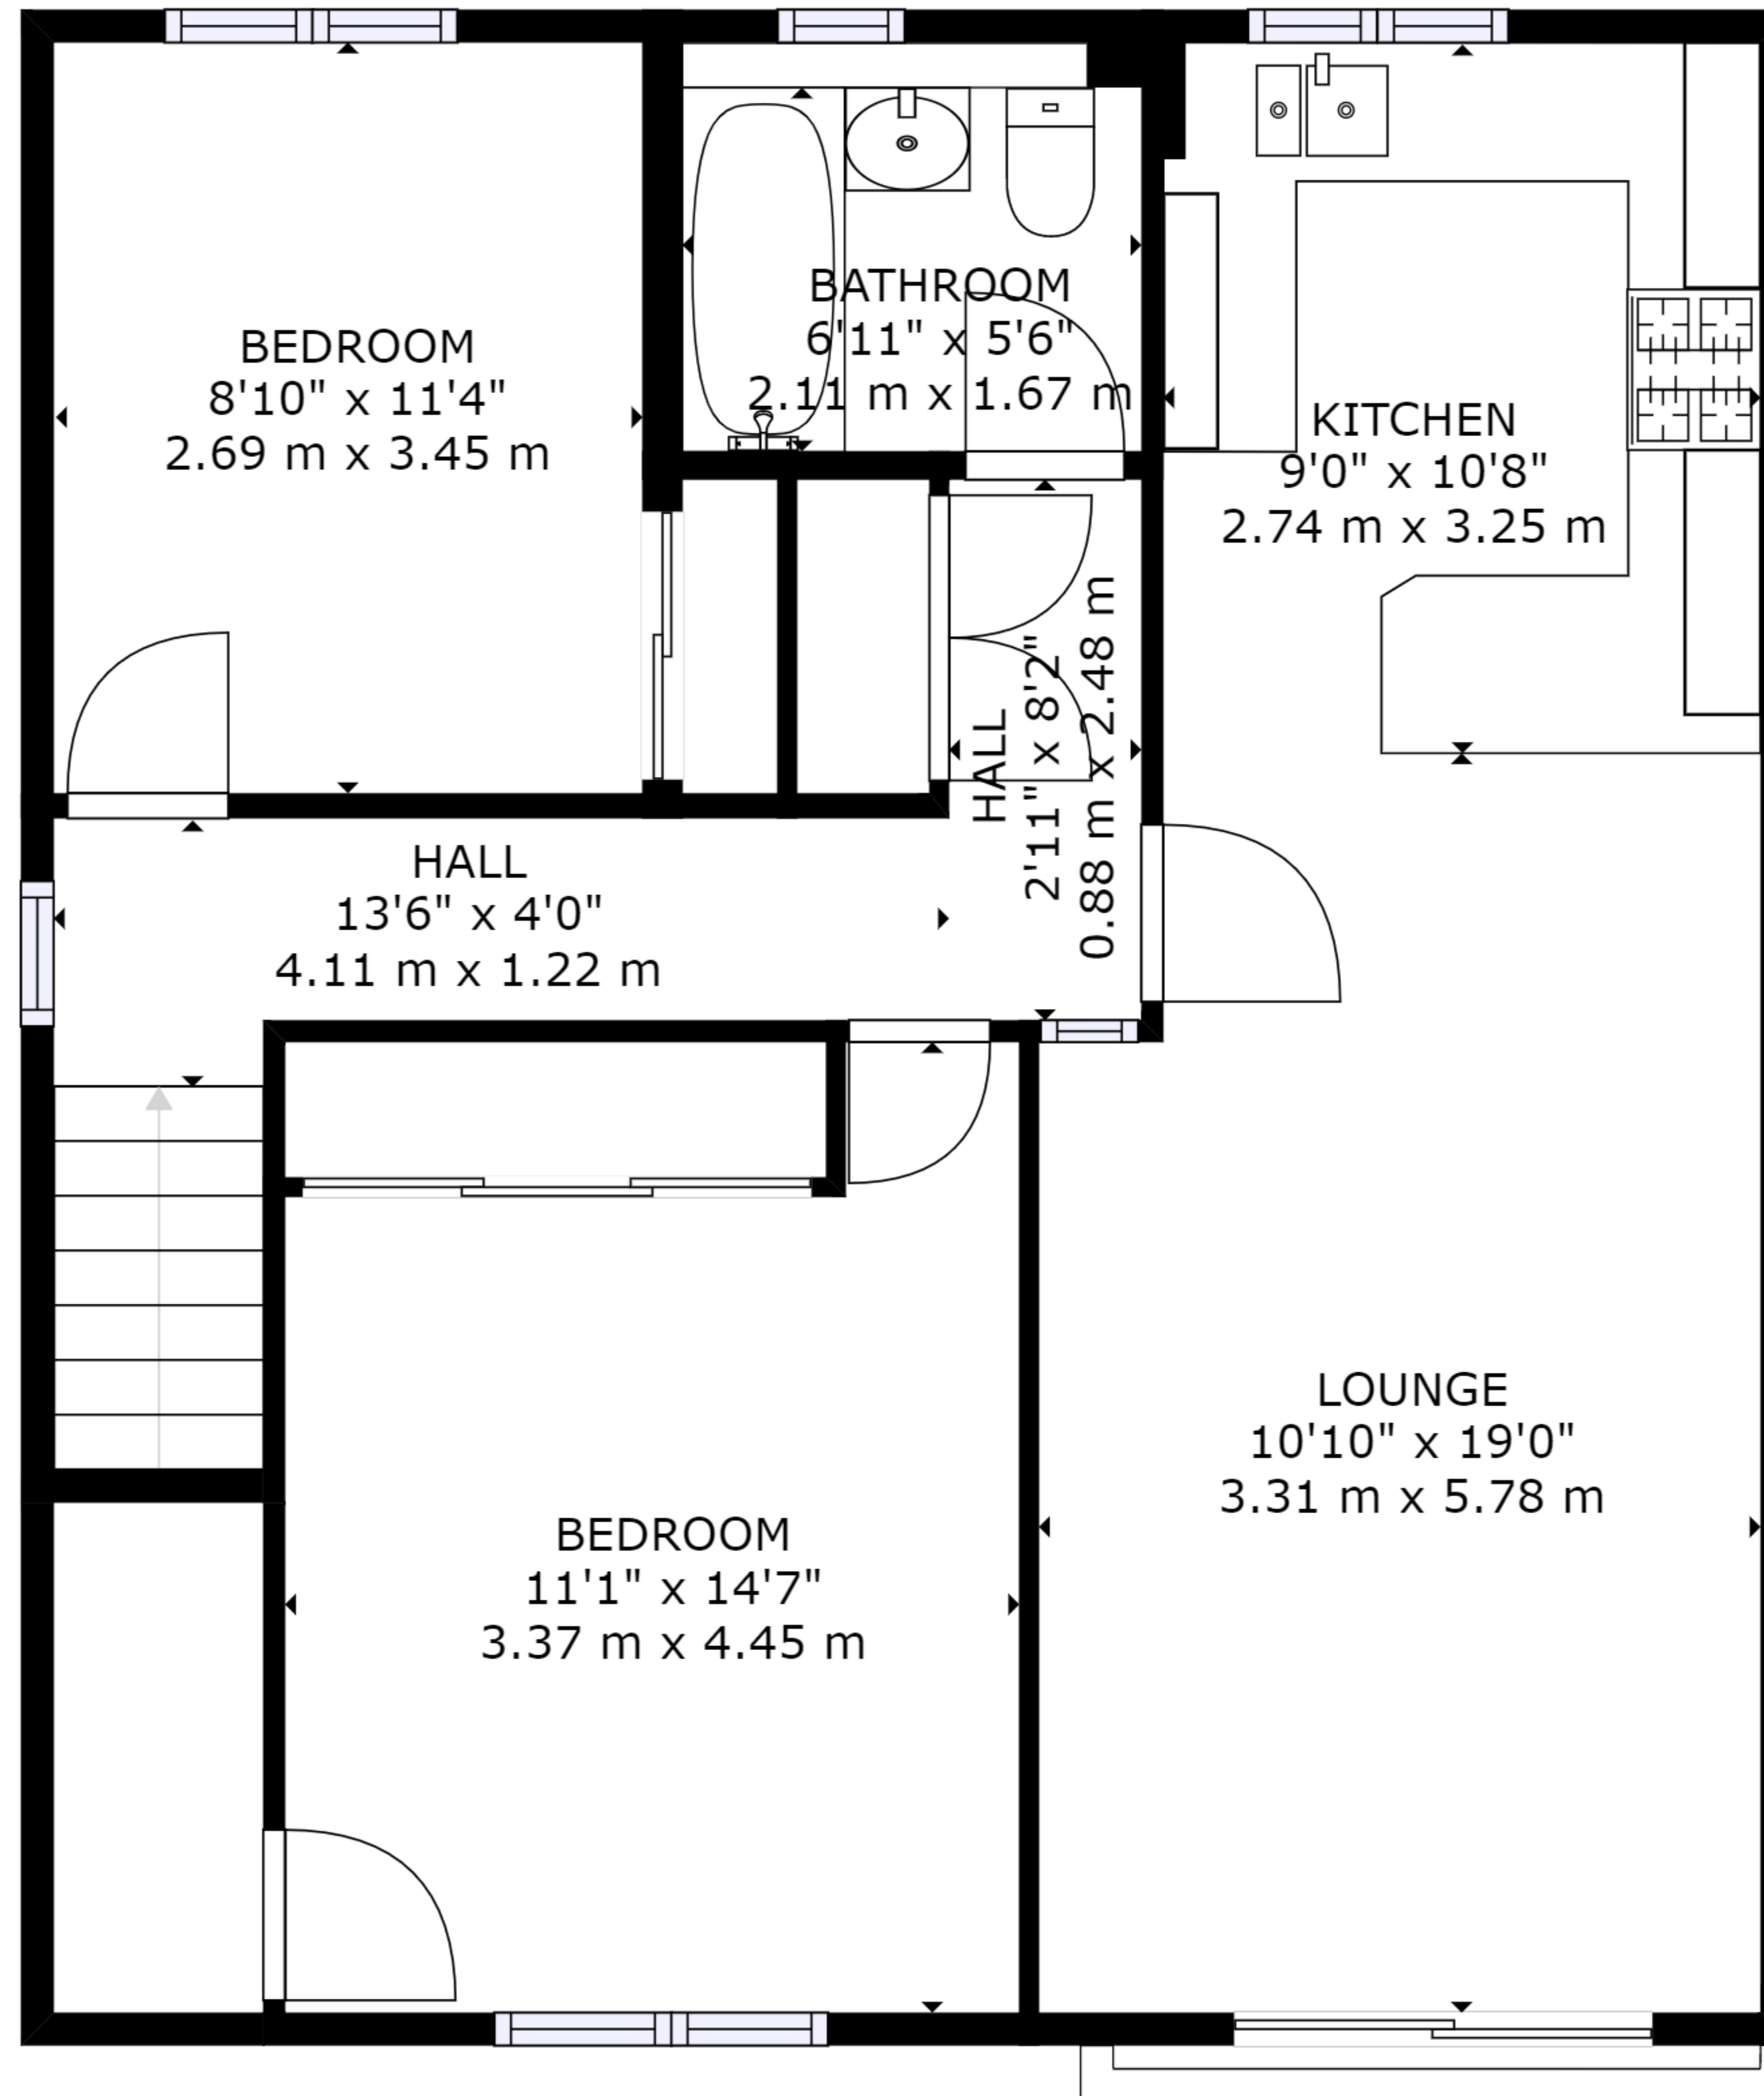 BEDROOM
8'10" x 11'4"
2.69 m x 3.45 m
BATHROOM
6'11" x 5'6"
2.11 m x 1.67 m
KITCHEN
9'0" x 10'8"
2.74 m x 3.25 m
HALL
2'11" x 8'2"
0.88 m x 2.48 m
HALL
13'6" x 4'0"
4.11 m x 1.22 m
LOUNGE
10'10" x 19'0"
3.31 m x 5.78 m
BEDROOM
11'1" x 14'7"
3.37 m x 4.45 m